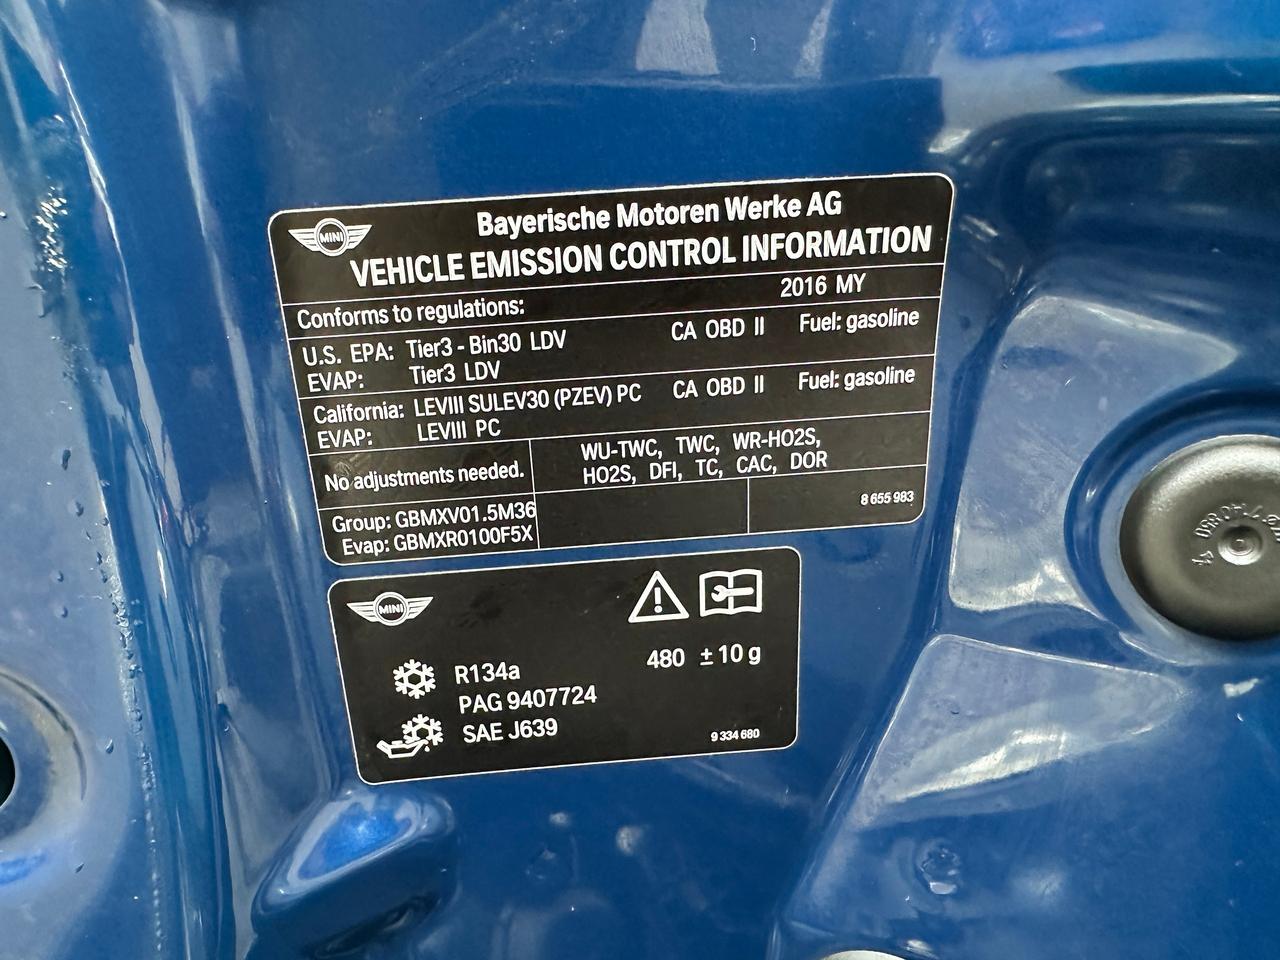 MINI
Bayerische Motoren Werke AG
VEHICLE EMISSION CONTROL INFORMATION
Conforms to regulations: 2016 MY
U.S. EPA: Tier3 - Bin30 LDV CA OBD II Fuel: gasoline
EVAP: Tier3 LDV
California: LEVIII SULEV30 (PZEV) PC CA OBD II Fuel: gasoline
EVAP: LEVIII PC
No adjustments needed.
WU-TWC, TWC, WR-HO2S,
HO2S, DFI, TC, CAC, DOR
Group: GBMXV01.5M36
Evap: GBMXR0100F5X
8 655 983
MINI
R134a 480 ± 10 g
PAG 9407724
SAE J639
9 334 680